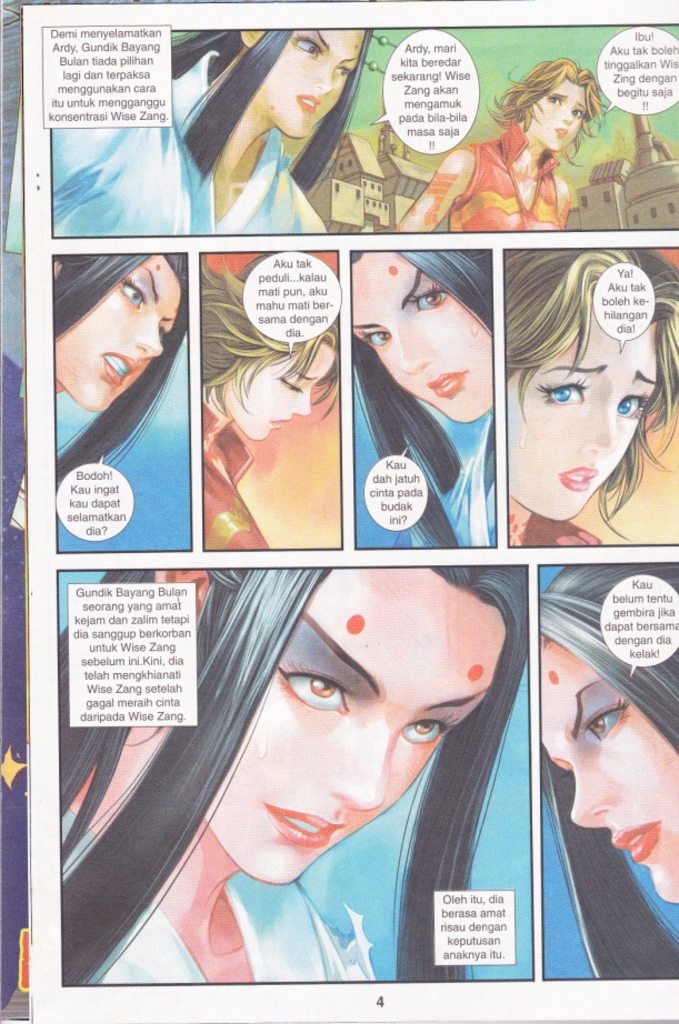 Demi menyelamatkan
Ardy, Gundik Bayang
Bulan tiada pilihan
lagi dan terpaksa
menggunakan cara
itu untuk mengganggu
konsentrasi Wise Zang.
Ardy, mari
kita beredar
sekarang! Wise
Zang akan
mengamuk
pada bila-bila
masa saja
!!
Ibu!
Aku tak boleh
tinggalkan Wise
Zing dengan
begitu saja
!!
Bodoh!
Kau ingat
kau dapat
selamatkan
dia?
Aku tak
peduli...kalau
mati pun, aku
mahu mati ber-
sama dengan
dia.
Kau
dah jatuh
cinta pada
budak
ini?
Ya!
Aku tak
boleh ke-
hilangan
dia!
Gundik Bayang Bulan
seorang yang amat
kejam dan zalim tetapi
dia sanggup berkorban
untuk Wise Zang
sebelum ini.Kini, dia
telah mengkhianati
Wise Zang setelah
gagal meraih cinta
daripada Wise Zang.
Oleh itu, dia
berasa amat
risau dengan
keputusan
anaknya itu.
Kau
belum tentu
gembira jika
dapat bersama
dengan dia
kelak!
4